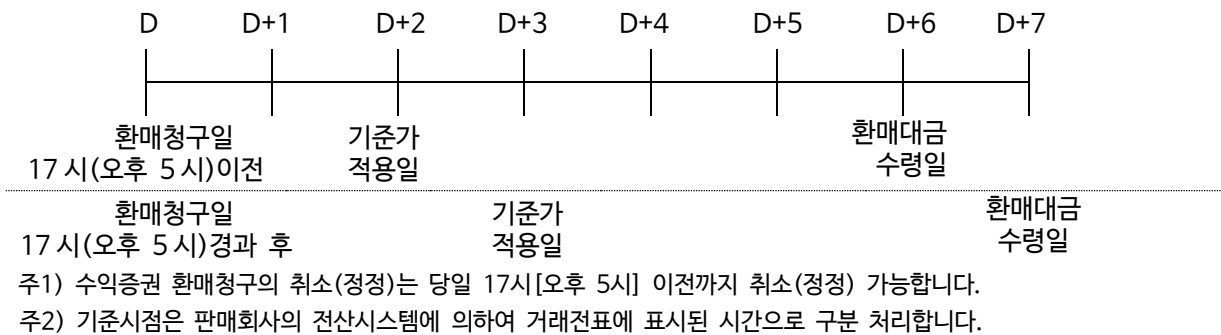 D D+1 D+2 D+3 D+4 D+5 D+6 D+7
환매청구일 기준가 환매대금
17시(오후 5시)이전 적용일 수령일
환매청구일 기준가 환매대금
17시(오후 5시)경과 후 적용일 수령일
주1) 수익증권 환매청구의 취소(정정)는 당일 17시[오후 5시] 이전까지 취소(정정) 가능합니다.
주2) 기준시점은 판매회사의 전산시스템에 의하여 거래전표에 표시된 시간으로 구분 처리합니다.